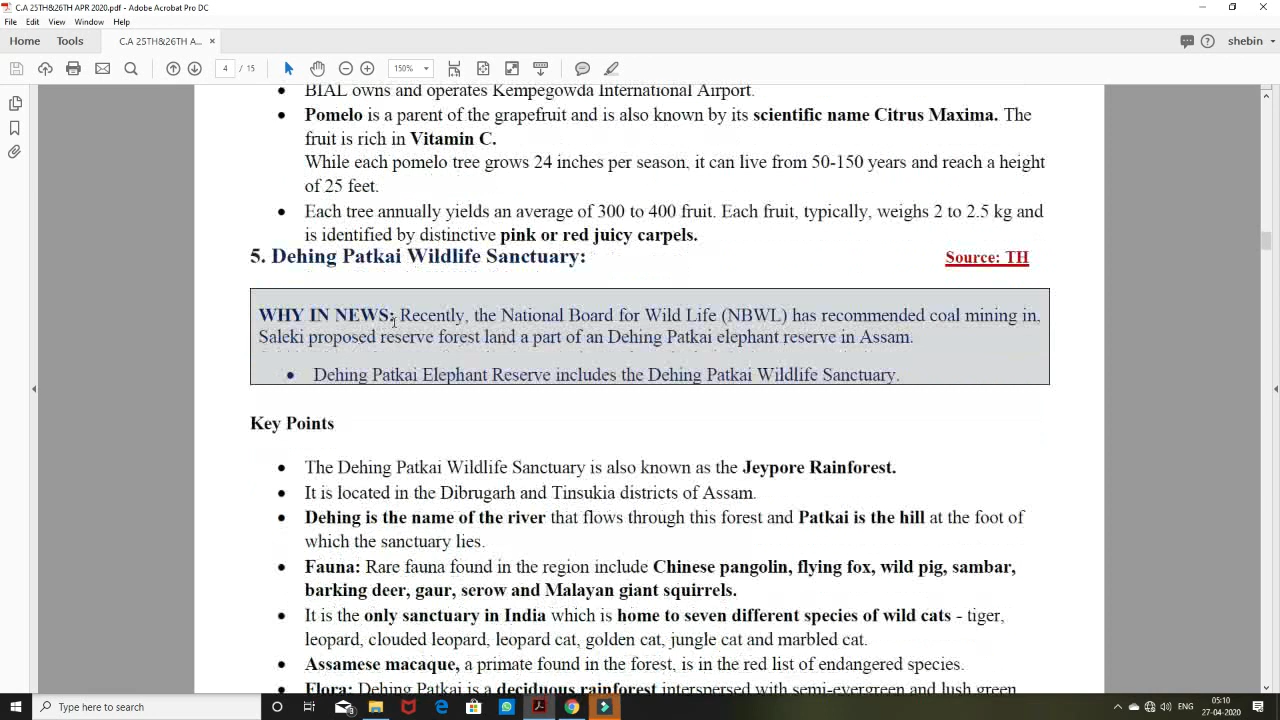 C.A 25TH&26TH APR 2020.pdf - Adobe Acrobat Pro DC
File Edit View Window Help
Home Tools C.A 25TH&26TH A... × ? shebin
4 / 15 150%
BIAL owns and operates Kempegowda International Airport.
• Pomelo is a parent of the grapefruit and is also known by its scientific name Citrus Maxima. The
fruit is rich in Vitamin C.
While each pomelo tree grows 24 inches per season, it can live from 50-150 years and reach a height
of 25 feet.
• Each tree annually yields an average of 300 to 400 fruit. Each fruit, typically, weighs 2 to 2.5 kg and
is identified by distinctive pink or red juicy carpels.
5. Dehing Patkai Wildlife Sanctuary: Source: TH
WHY IN NEWS: Recently, the National Board for Wild Life (NBWL) has recommended coal mining in,
Saleki proposed reserve forest land a part of an Dehing Patkai elephant reserve in Assam.
• Dehing Patkai Elephant Reserve includes the Dehing Patkai Wildlife Sanctuary.
Key Points
• The Dehing Patkai Wildlife Sanctuary is also known as the Jeypore Rainforest.
• It is located in the Dibrugarh and Tinsukia districts of Assam.
• Dehing is the name of the river that flows through this forest and Patkai is the hill at the foot of
which the sanctuary lies.
• Fauna: Rare fauna found in the region include Chinese pangolin, flying fox, wild pig, sambar,
barking deer, gaur, serow and Malayan giant squirrels.
• It is the only sanctuary in India which is home to seven different species of wild cats - tiger,
leopard, clouded leopard, leopard cat, golden cat, jungle cat and marbled cat.
• Assamese macaque, a primate found in the forest, is in the red list of endangered species.
• Flora: Dehing Patkai is a deciduous rainforest interspersed with semi-evergreen and lush green
Type here to search
ENG
05:10
27-04-2020